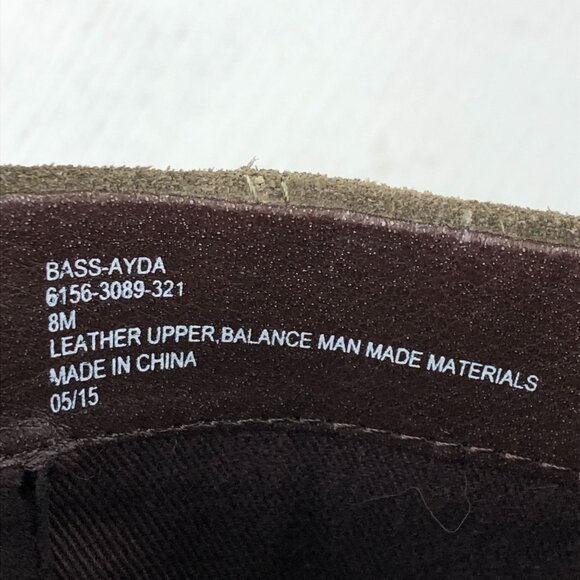 BASS-AYDA
6156-3089-321
8M
LEATHER UPPER,BALANCE MAN MADE MATERIALS
MADE IN CHINA
05/15